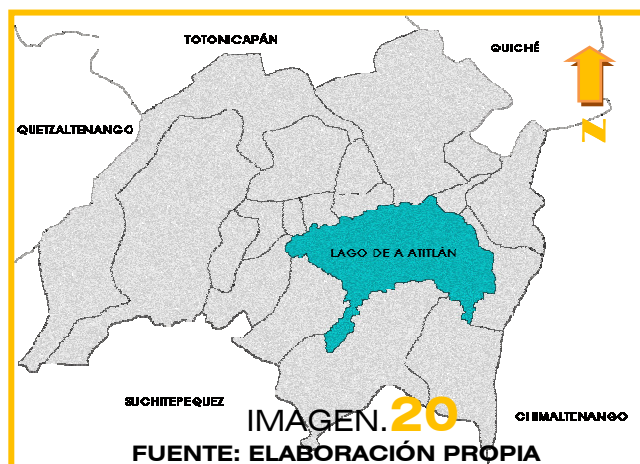 TOTONICAPÁN
QUICHÉ
QUETZALTENANGO
N
LAGO DE A ATITLÁN
SUCHITEPEQUEZ
CHIMALTENANGO
IMAGEN. 20
FUENTE: ELABORACIÓN PROPIA